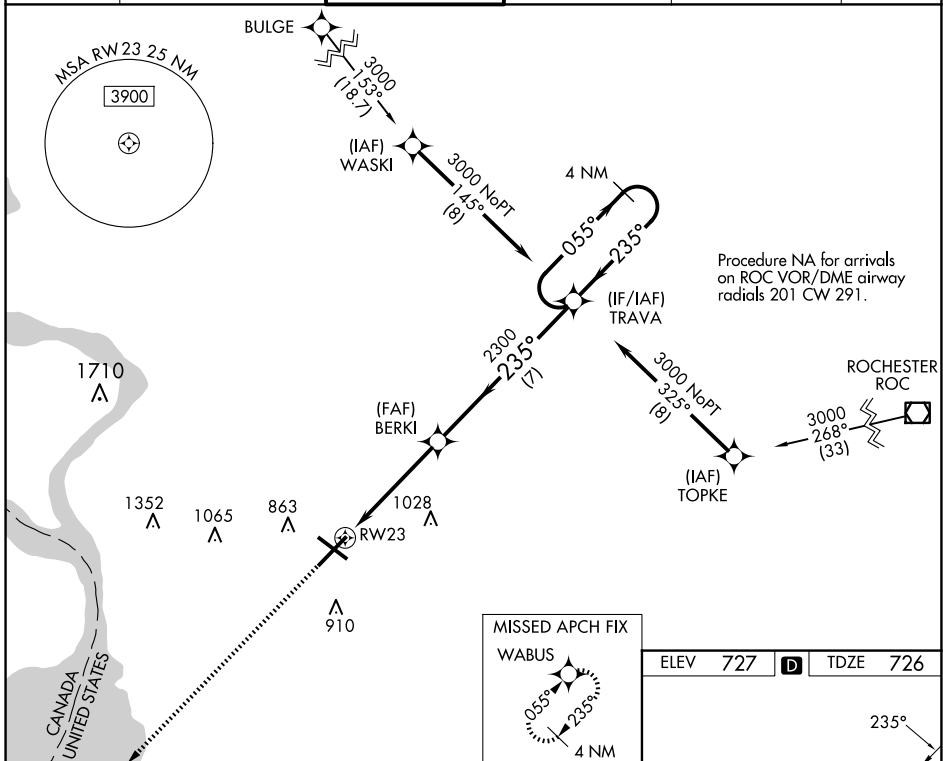 BULGE
3000
153°
(18.7)
MSA RW23 25 NM
3900
(IAF)
WASKI
3000 NoPT
145°
(8)
4 NM
055°
235°
Procedure NA for arrivals
on ROC VOR/DME airway
radials 201 CW 291.
(IF/IAF)
TRAVA
2300
235°
(7)
3000 NoPT
325°
(8)
ROCHESTER
ROC
3000
268°
(33)
(IAF)
TOPKE
1710
(FAF)
BERKI
1352
1065
863
1028
RW23
910
MISSED APCH FIX
WABUS
055°
235°
4 NM
ELEV 727 D TDZE 726
235°
CANADA
UNITED STATES